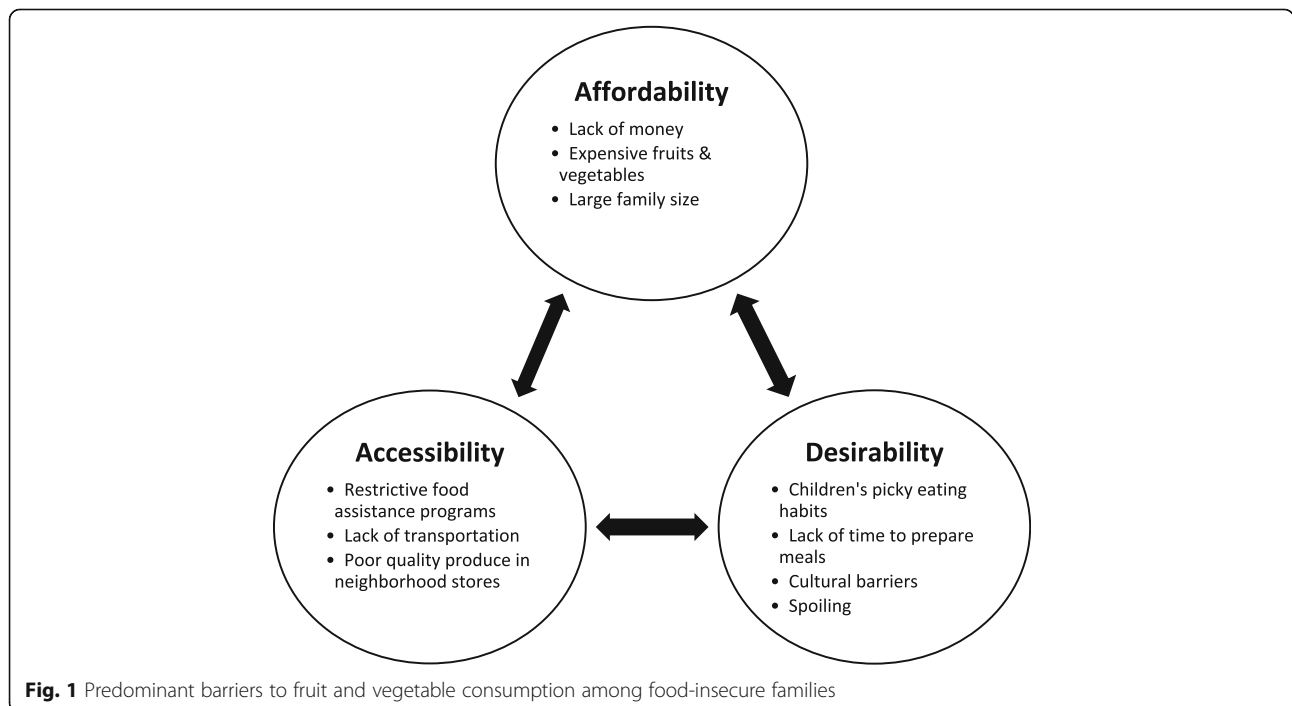 Affordability
• Lack of money
• Expensive fruits &
vegetables
• Large family size
Accessibility
• Restrictive food
assistance programs
• Lack of transportation
• Poor quality produce in
neighborhood stores
Desirability
• Children's picky eating
habits
• Lack of time to prepare
meals
• Cultural barriers
• Spoiling
Fig. 1 Predominant barriers to fruit and vegetable consumption among food-insecure families